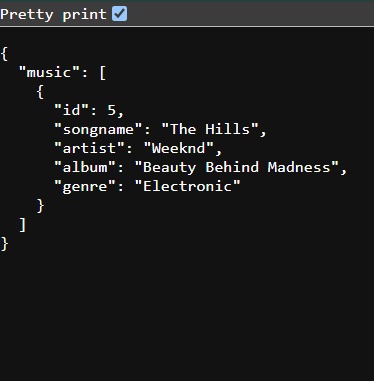 Pretty print
{
  "music": [
    {
      "id": 5,
      "songname": "The Hills",
      "artist": "Weeknd",
      "album": "Beauty Behind Madness",
      "genre": "Electronic"
    }
  ]
}